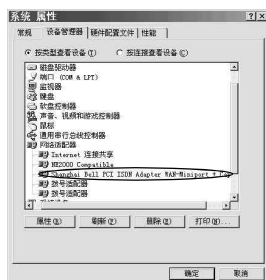 系统 属性
常规 设备管理器 硬件配置文件 性能
按类型查看设备(T) 按连接查看设备(C)
磁盘驱动器
端口 (COM & LPT)
监视器
键盘
软盘控制器
声音、视频和游戏控制器
鼠标
通用串行总线控制器
网络适配器
Internet 连接共享
NE2000 Compatible
Shanghai Bell PCI ISDN Adapter WAN-Miniport
拨号适配器
拨号适配器
属性(R) 刷新(F) 删除(E) 打印(N)...
确定 取消